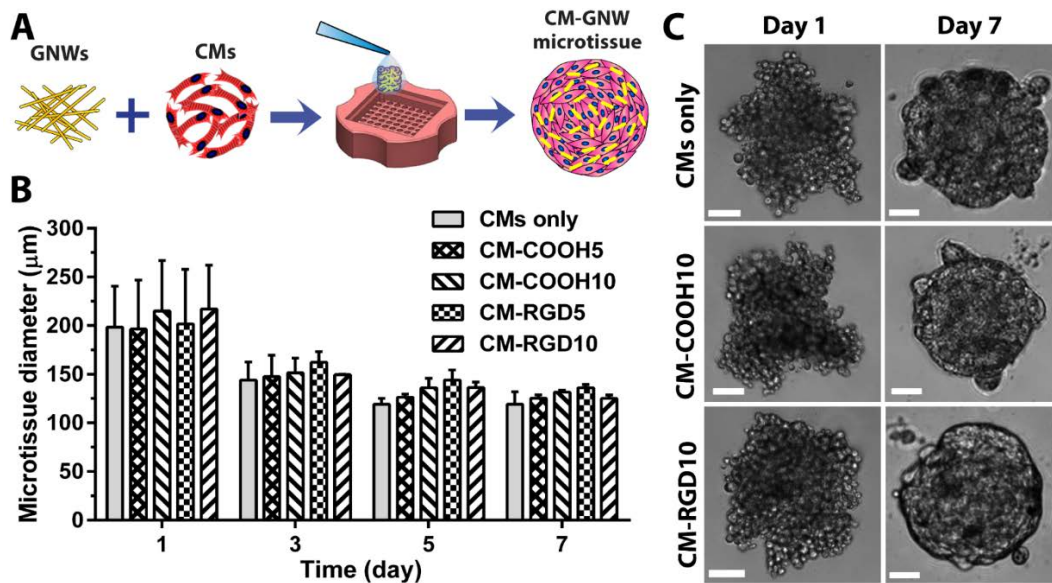 A
GNWs
CMs
CM-GNW
microtissue
B
Microtissue diameter (µm)
300
250
200
150
100
50
0
CMs only
CM-COOH5
CM-COOH10
CM-RGD5
CM-RGD10
1 3 5 7
Time (day)
C
Day 1 Day 7
CMs only
CM-COOH10
CM-RGD10